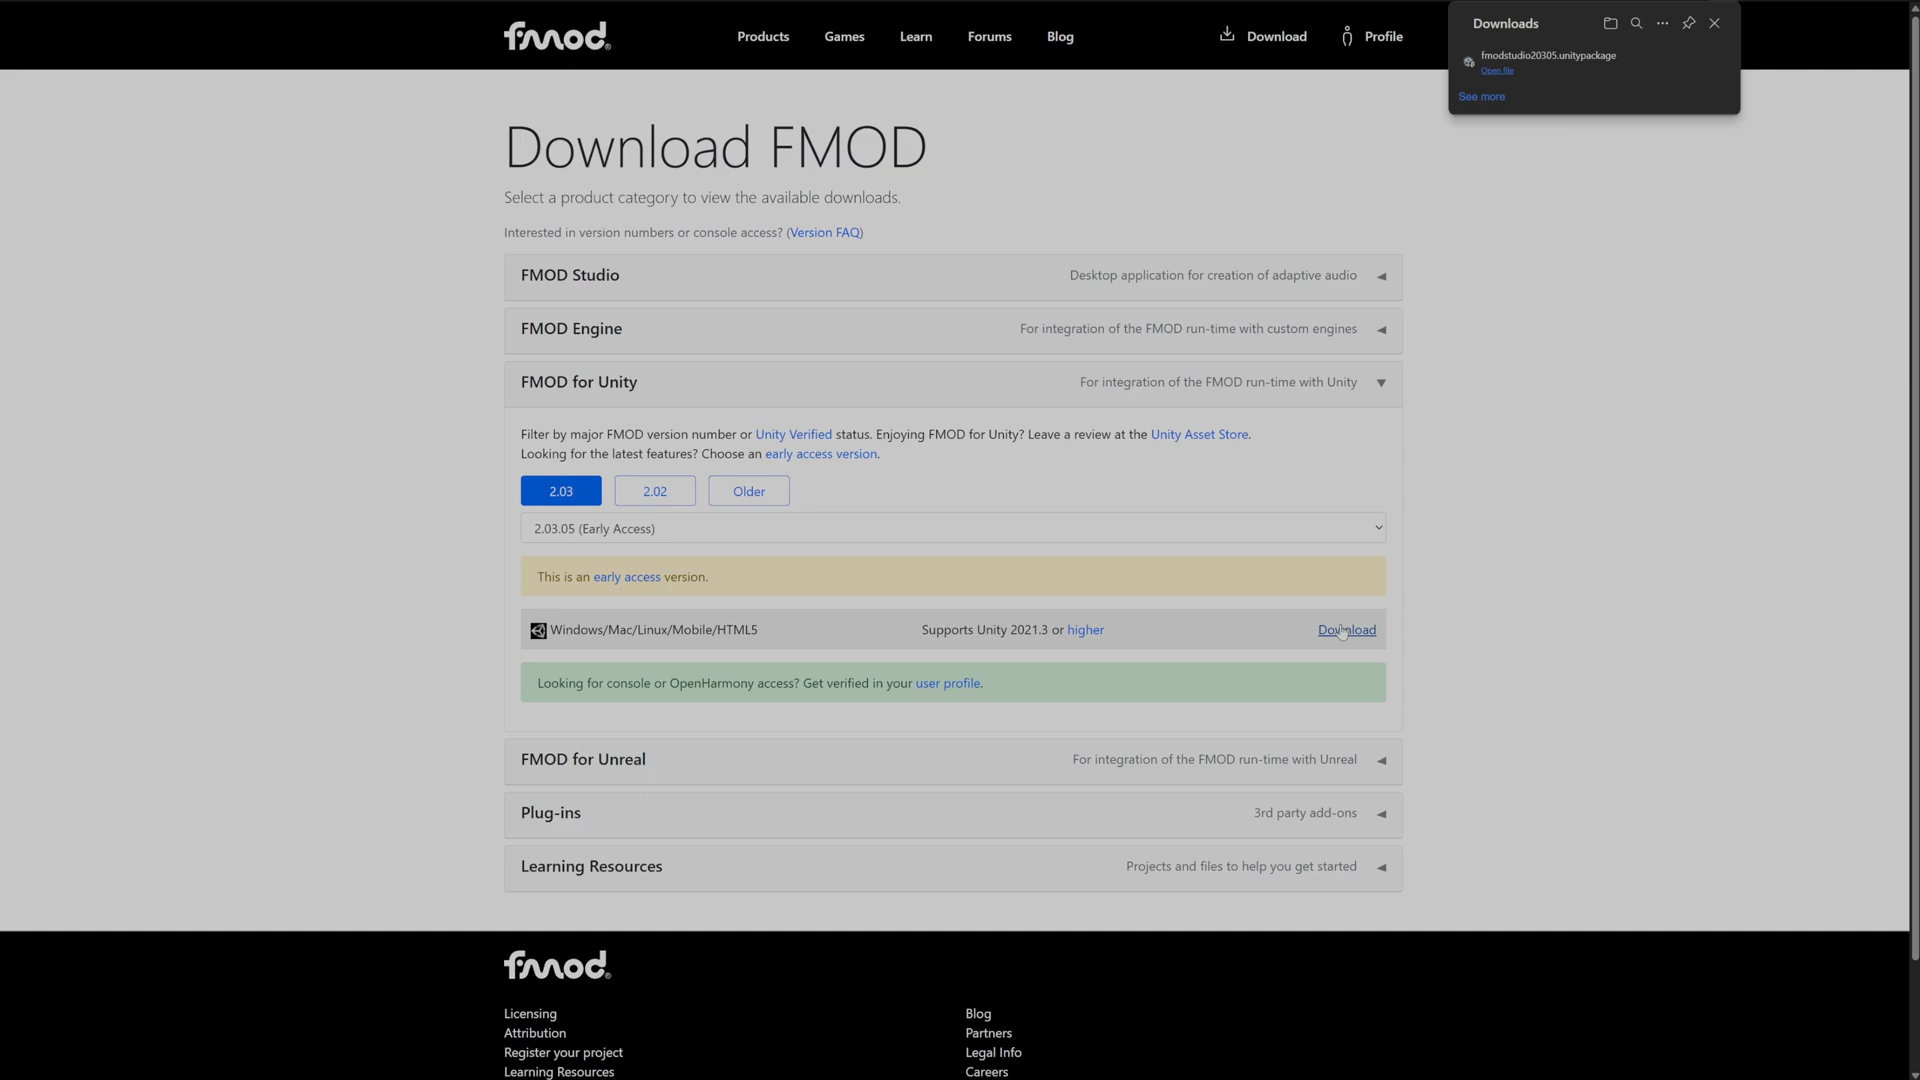 fmod
Products
Games
Learn
Forums
Blog
Download
Profile
Downloads
fmodstudio20305.unitypackage
Open file
See more
Download FMOD
Select a product category to view the available downloads.
Interested in version numbers or console access? (Version FAQ)
FMOD Studio
Desktop application for creation of adaptive audio
FMOD Engine
For integration of the FMOD run-time with custom engines
FMOD for Unity
For integration of the FMOD run-time with Unity
Filter by major FMOD version number or Unity Verified status. Enjoying FMOD for Unity? Leave a review at the Unity Asset Store.
Looking for the latest features? Choose an early access version.
2.03
2.02
Older
2.03.05 (Early Access)
This is an early access version.
Windows/Mac/Linux/Mobile/HTML5
Supports Unity 2021.3 or higher
Download
Looking for console or OpenHarmony access? Get verified in your user profile.
FMOD for Unreal
For integration of the FMOD run-time with Unreal
Plug-ins
3rd party add-ons
Learning Resources
Projects and files to help you get started
fmod
Licensing
Attribution
Register your project
Learning Resources
Blog
Partners
Legal Info
Careers